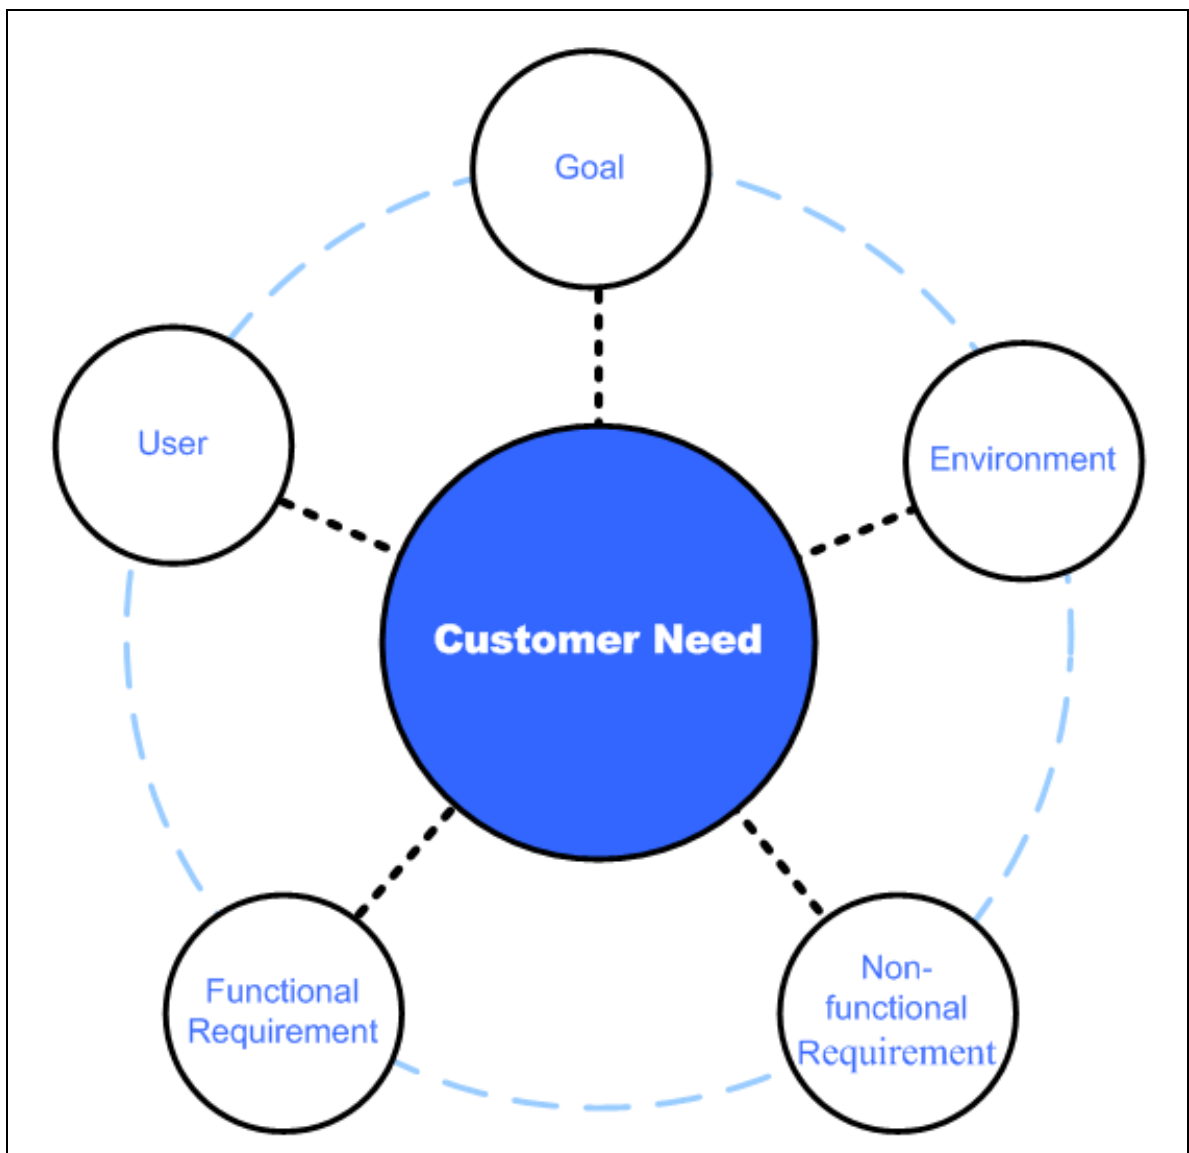 Goal
User
Environment
Customer Need
Functional
Requirement
Non-
functional
Requirement